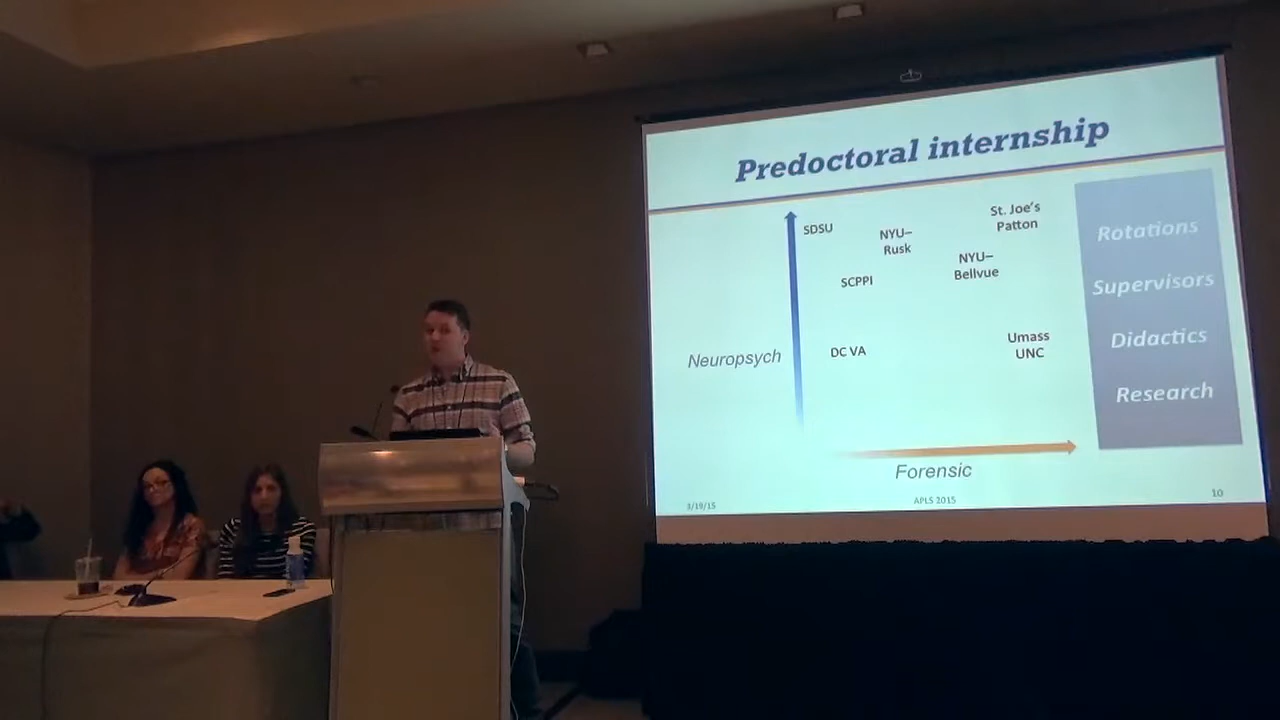 Predoctoral internship
SDSU
NYU–
Rusk
St. Joe's
Patton
SCPPI
NYU–
Bellvue
DC VA
Umass
UNC
Neuropsych
Forensic
Rotations
Supervisors
Didactics
Research
3/19/15
APLS 2015
10